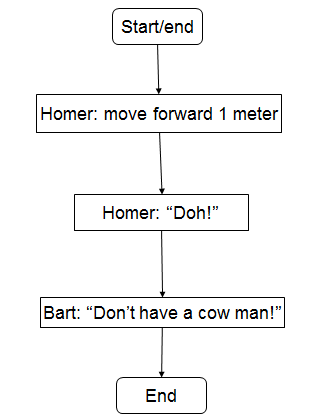 Start/end
Homer: move forward 1 meter
Homer: “Doh!”
Bart: “Don’t have a cow man!”
End